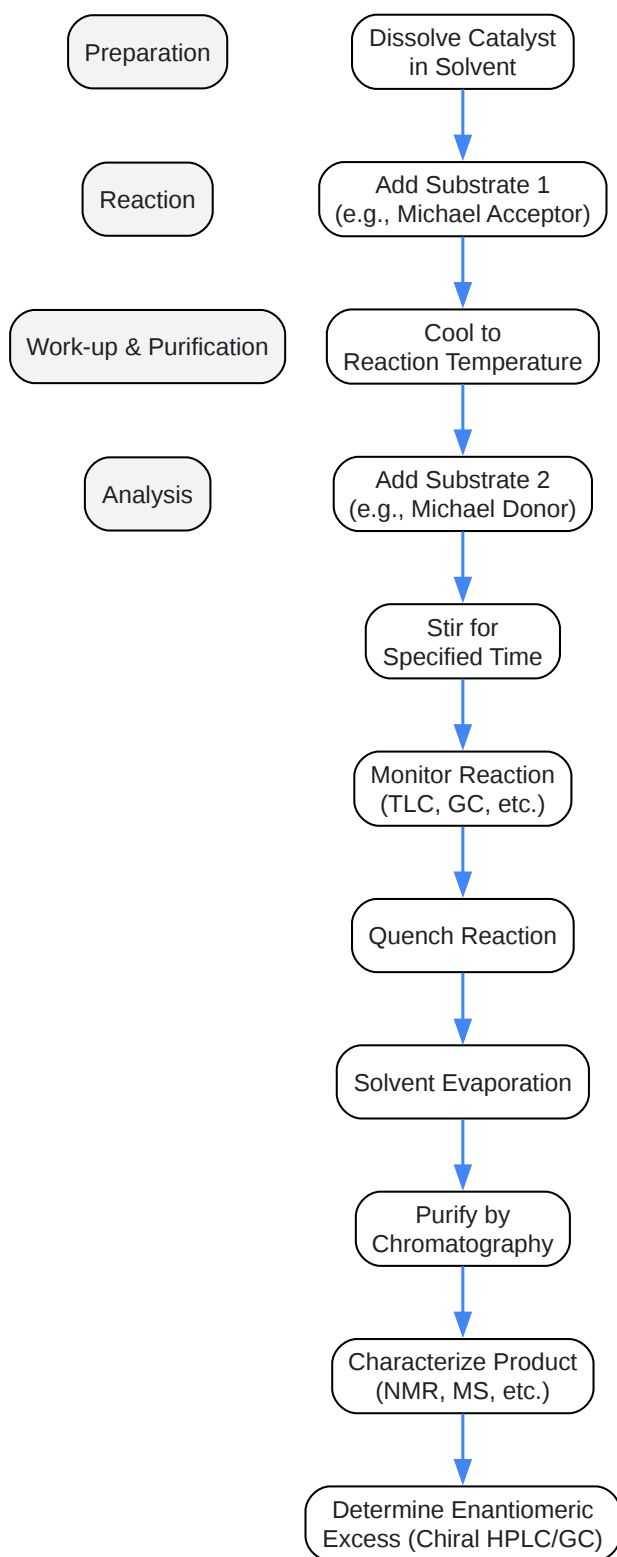 Preparation
Dissolve Catalyst
in Solvent
Reaction
Add Substrate 1
(e.g., Michael Acceptor)
Work-up & Purification
Cool to
Reaction Temperature
Analysis
Add Substrate 2
(e.g., Michael Donor)
Stir for
Specified Time
Monitor Reaction
(TLC, GC, etc.)
Quench Reaction
Solvent Evaporation
Purify by
Chromatography
Characterize Product
(NMR, MS, etc.)
Determine Enantiomeric
Excess (Chiral HPLC/GC)